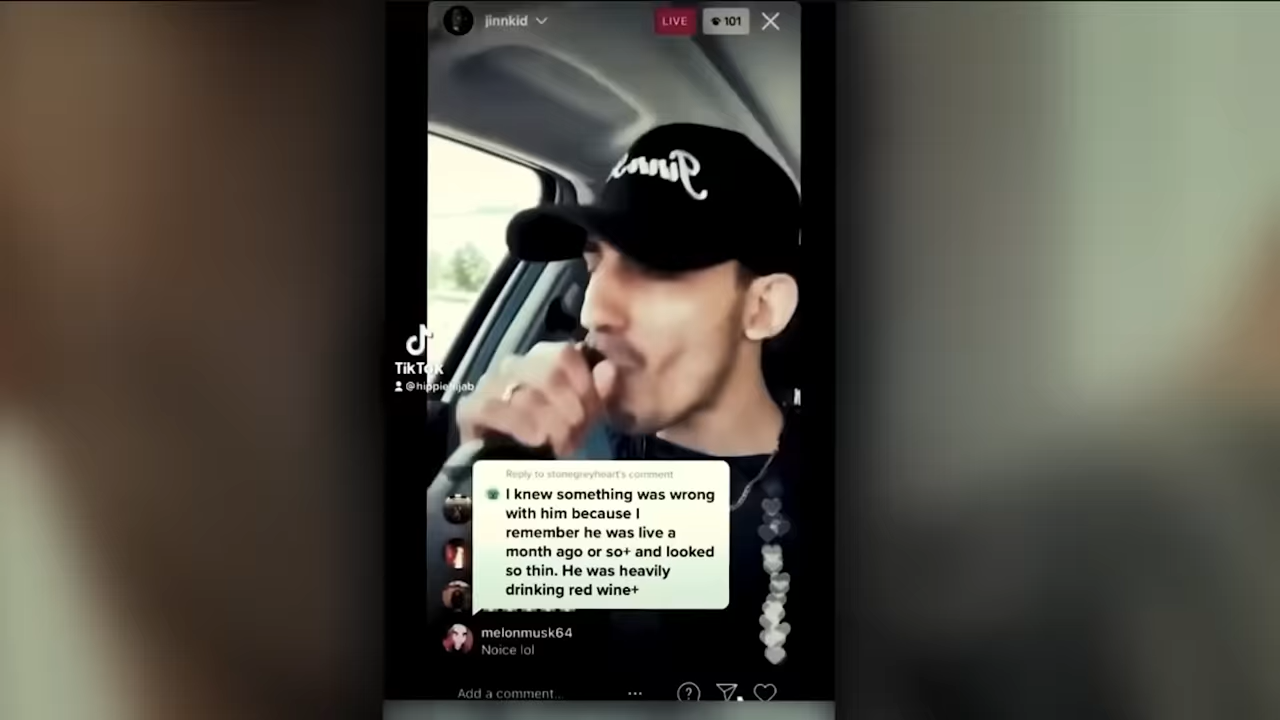 jinnkid
LIVE
101
TikTok
@hippiehijab
Reply to stonegreyheart's comment
I knew something was wrong
with him because I
remember he was live a
month ago or so+ and looked
so thin. He was heavily
drinking red wine+
melonmusk64
Noice lol
Add a comment...